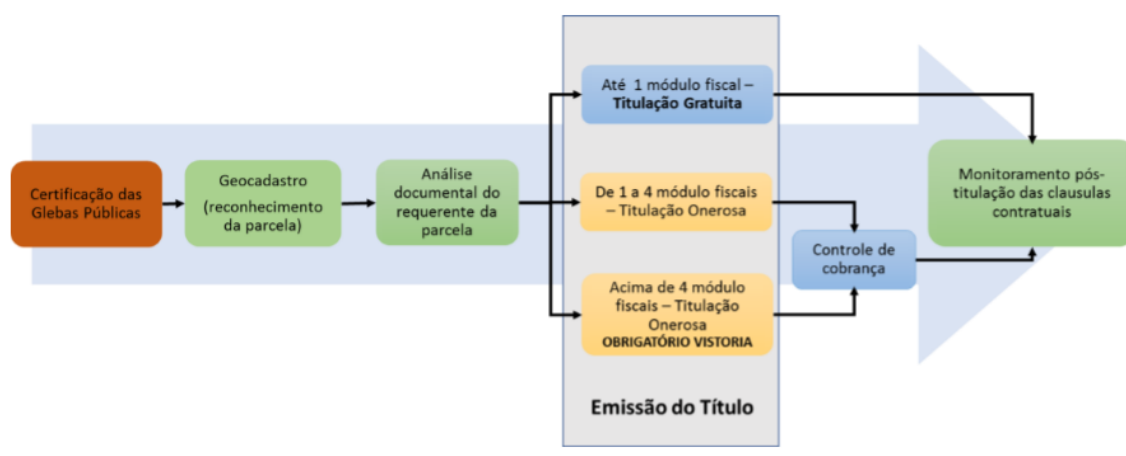 Certificação das
Glebas Públicas
Geocadastro
(reconhecimento
da parcela)
Análise
documental do
requerente da
parcela
Até 1 módulo fiscal –
Titulação Gratuita
De 1 a 4 módulo fiscais
– Titulação Onerosa
Acima de 4 módulo
fiscais – Titulação
Onerosa
OBRIGATÓRIO VISTORIA
Emissão do Título
Controle de
cobrança
Monitoramento pós-
titulação das clausulas
contratuais